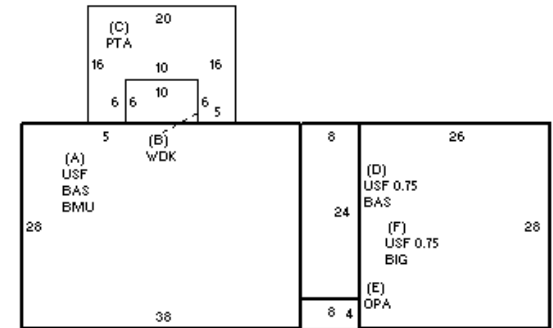 20
(C)
PTA
16 10 16
6 6 10 6
5
5 (B) 8 26
WDK
(A)
USF
BAS
BMU
(D)
USF 0.75
BAS
24
28 (F) 28
USF 0.75
BIG
(E)
OPA
38 8 4